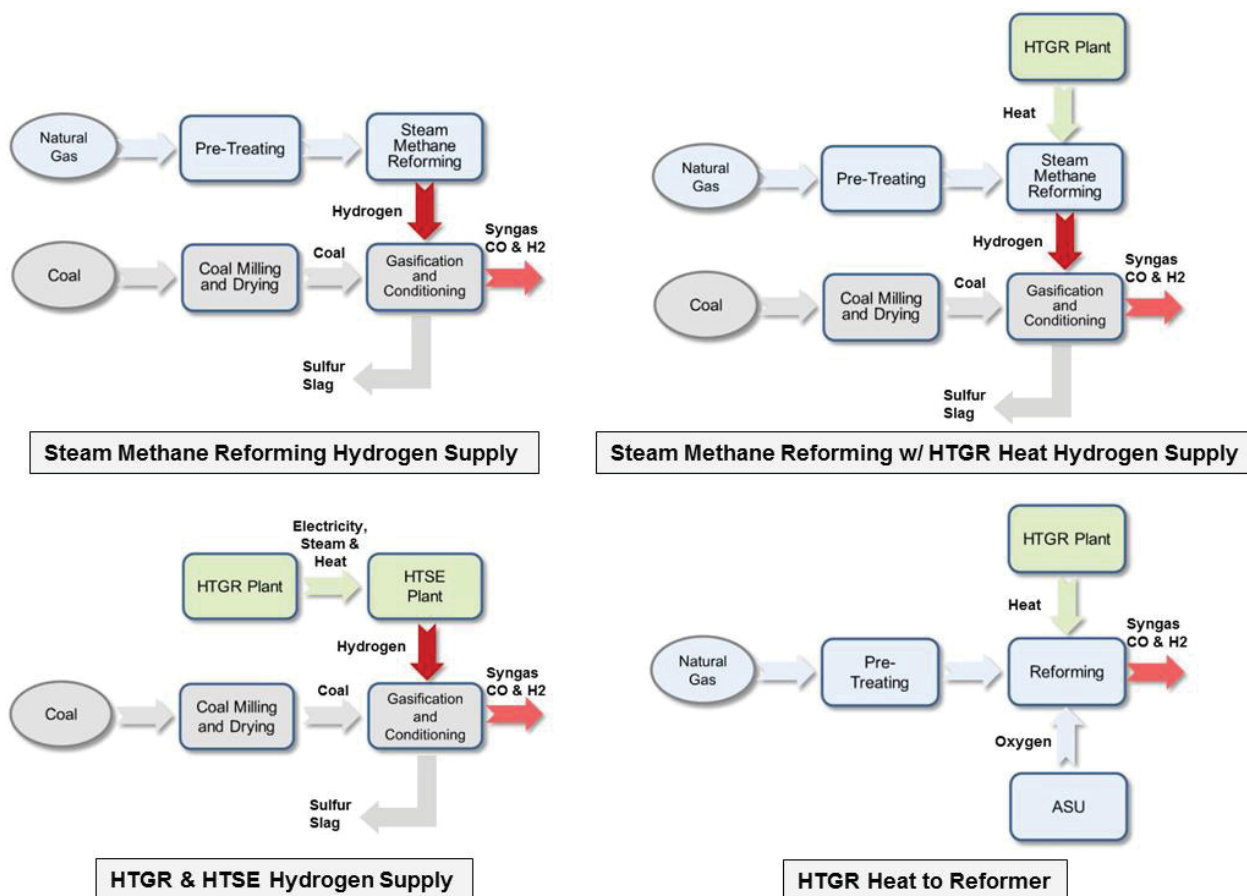 Natural
Gas
Pre-Treating
Steam
Methane
Reforming
Hydrogen
Syngas
CO & H2
Coal
Coal Milling
and Drying
Coal
Gasification
and
Conditioning
Sulfur
Slag
Steam Methane Reforming Hydrogen Supply
HTGR Plant
Heat
Natural
Gas
Pre-Treating
Steam
Methane
Reforming
Hydrogen
Syngas
CO & H2
Coal
Coal Milling
and Drying
Coal
Gasification
and
Conditioning
Sulfur
Slag
Steam Methane Reforming w/ HTGR Heat Hydrogen Supply
Electricity,
Steam &
Heat
HTGR Plant
HTSE
Plant
Hydrogen
Syngas
CO & H2
Coal
Coal Milling
and Drying
Coal
Gasification
and
Conditioning
Sulfur
Slag
HTGR & HTSE Hydrogen Supply
HTGR Plant
Heat
Syngas
CO & H2
Natural
Gas
Pre-
Treating
Reforming
Oxygen
ASU
HTGR Heat to Reformer